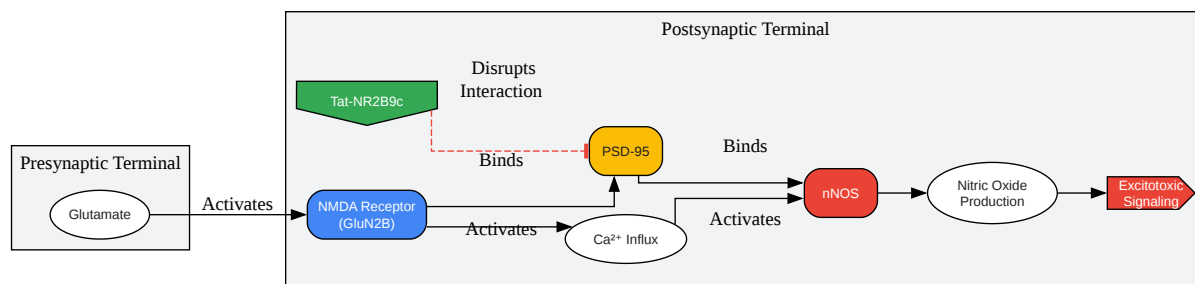 Postsynaptic Terminal
Disrupts
Interaction
Tat-NR2B9c
Presynaptic Terminal
Glutamate
Activates
NMDA Receptor
(GluN2B)
Binds
PSD-95
Activates
Ca²⁺ Influx
Binds
Activates
nNOS
Nitric Oxide
Production
Excitotoxic
Signaling